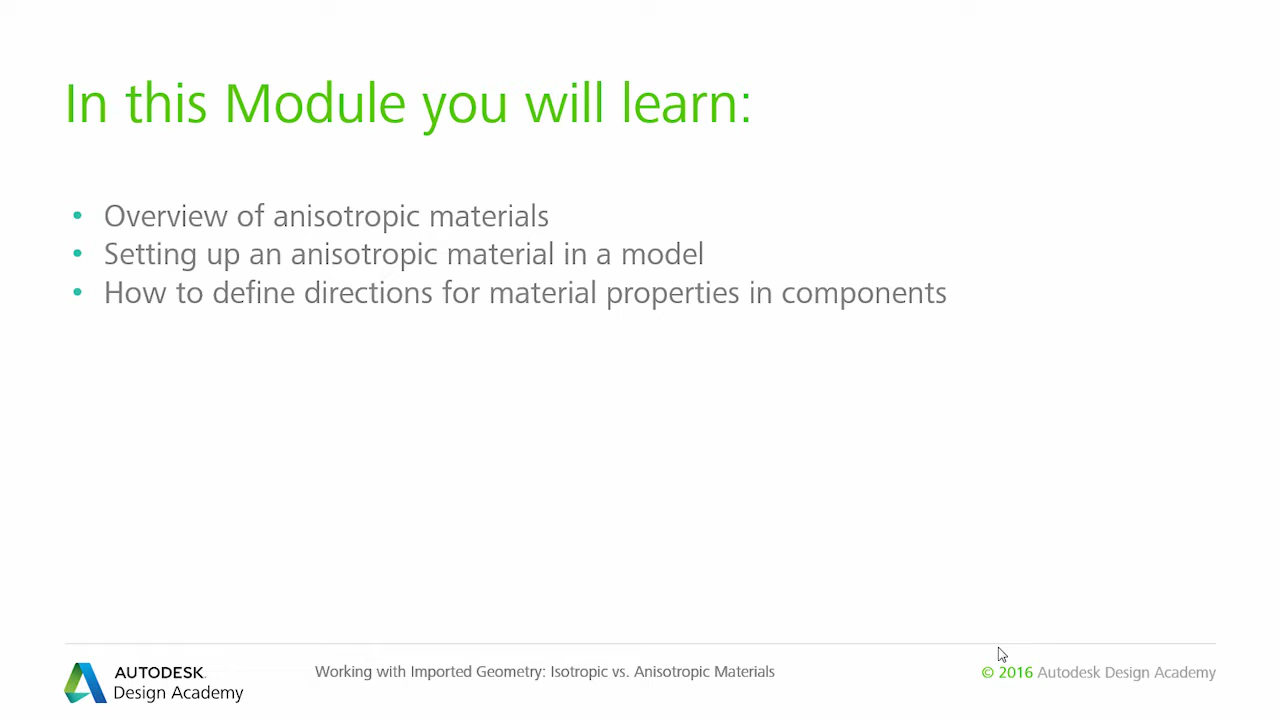 In this Module you will learn:
• Overview of anisotropic materials
• Setting up an anisotropic material in a model
• How to define directions for material properties in components
AUTODESK.
Design Academy
Working with Imported Geometry: Isotropic vs. Anisotropic Materials
© 2016 Autodesk Design Academy